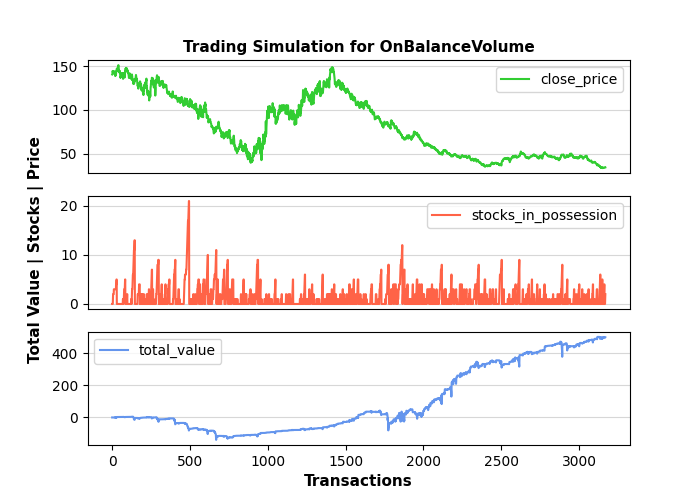 Trading Simulation for OnBalanceVolume
150
100
50
close_price
20
10
0
stocks_in_possession
400
200
0
total_value
0 500 1000 1500 2000 2500 3000
Transactions
Total Value | Stocks | Price